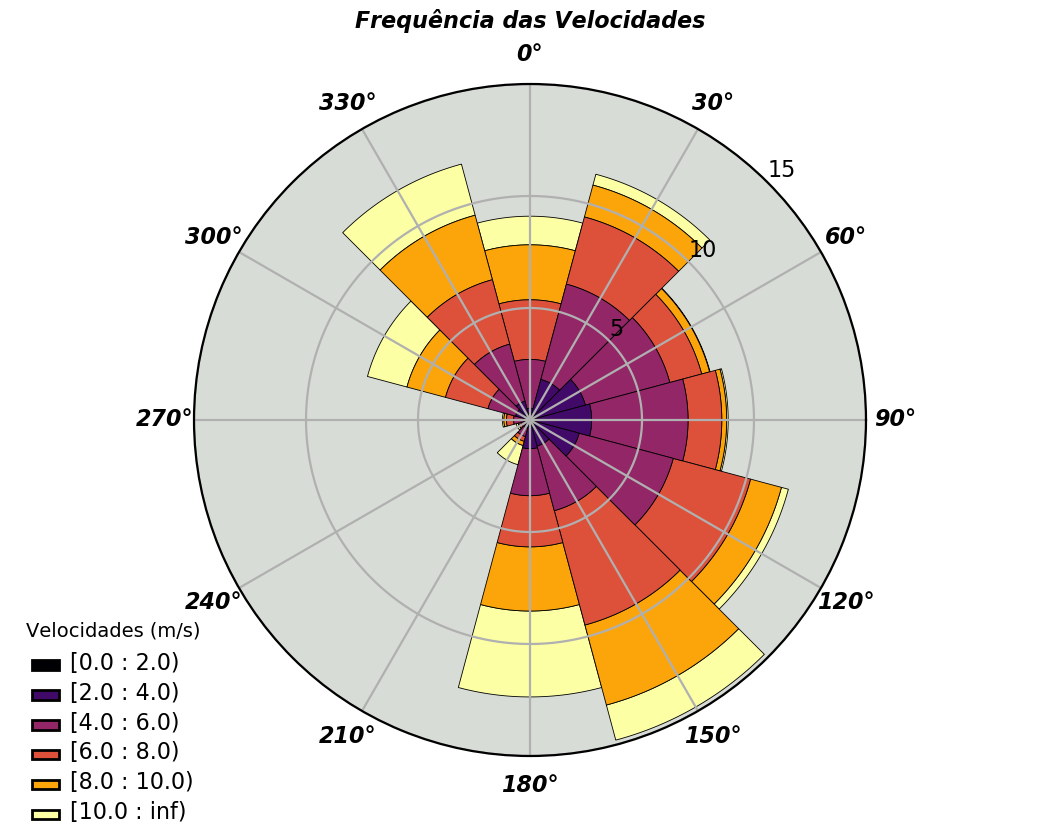 Frequência das Velocidades
0°
330°
30°
15
300°
60°
10
5
270°
90°
240°
120°
210°
150°
180°
Velocidades (m/s)
[0.0 : 2.0)
[2.0 : 4.0)
[4.0 : 6.0)
[6.0 : 8.0)
[8.0 : 10.0)
[10.0 : inf)